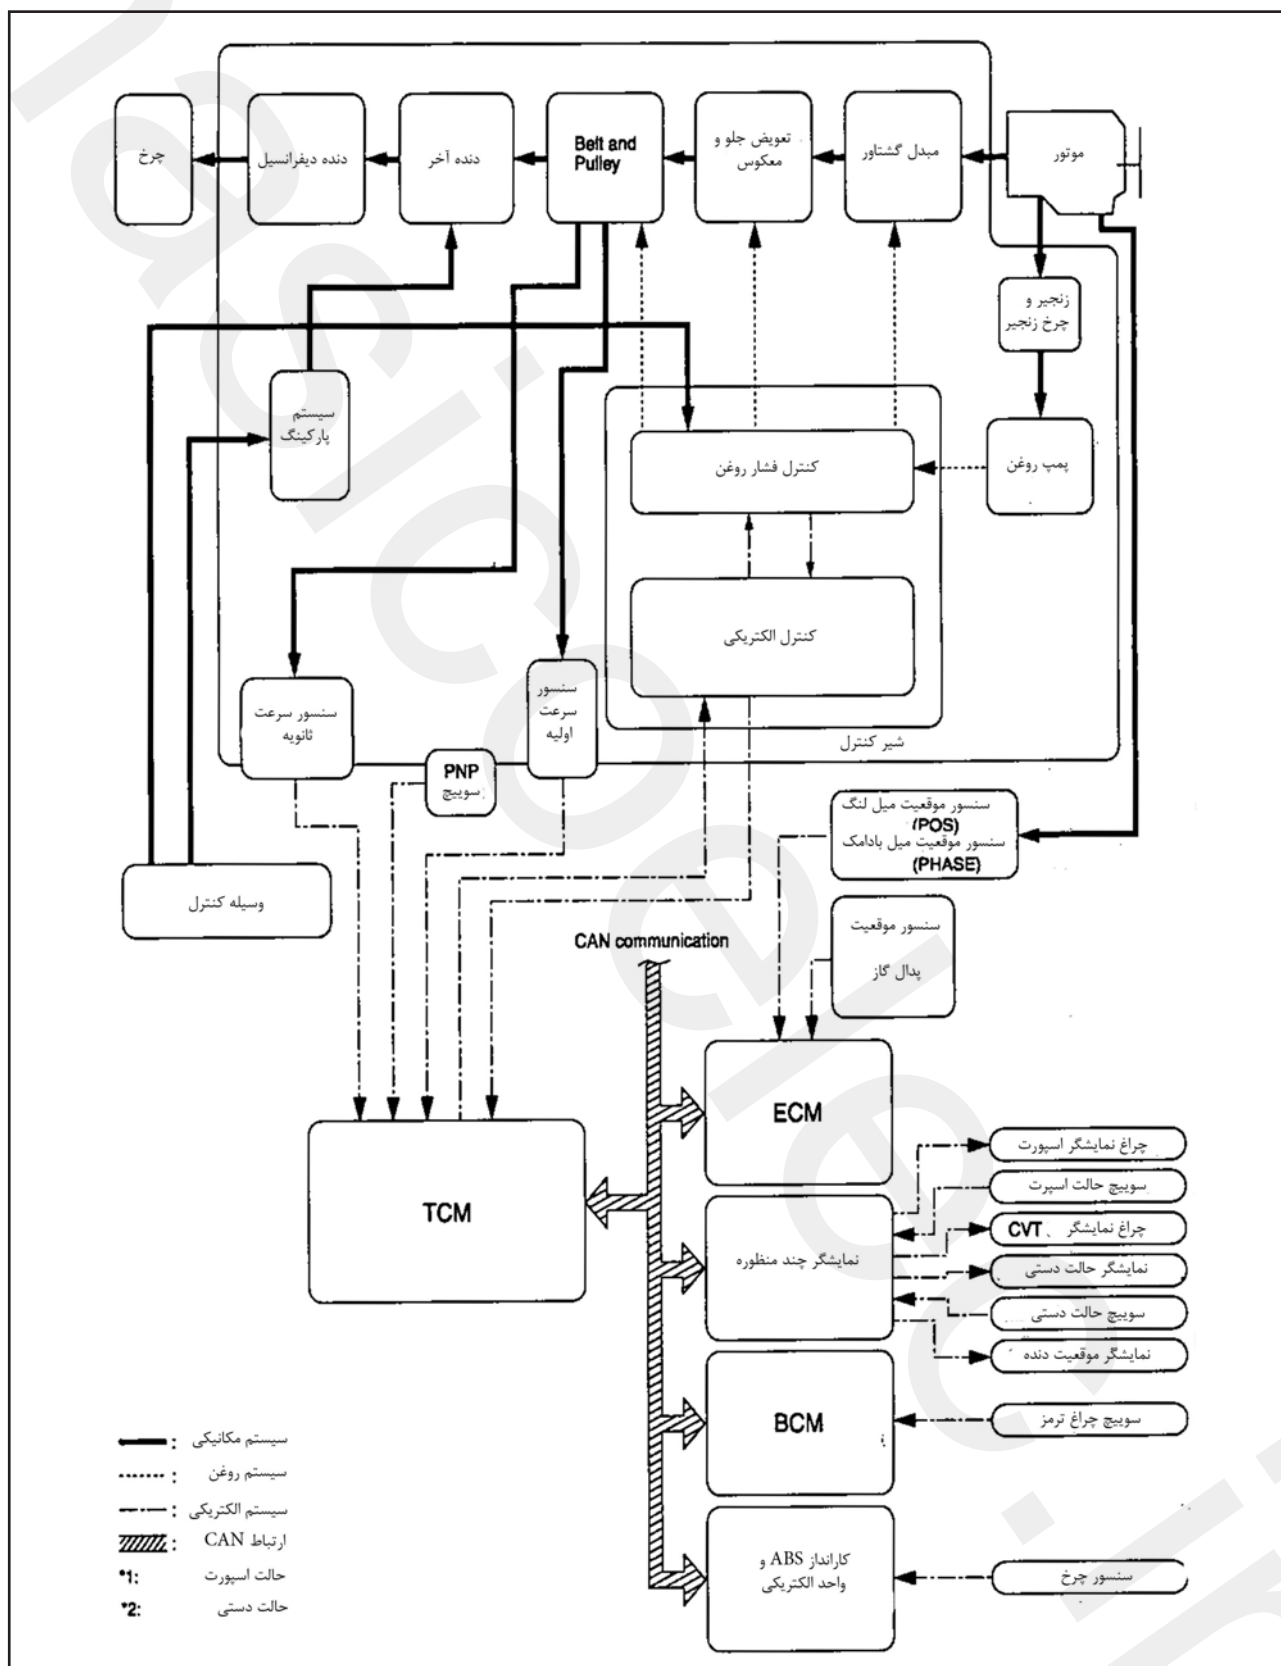 موتور
مبدل گشتاور
تعویض جلو و
معکوس
Belt and
Pulley
دنده آخر
دنده دیفرانسیل
چرخ
زنجیر و
چرخ زنجیر
سیستم
پارکینگ
پمپ روغن
کنترل فشار روغن
کنترل الکتریکی
شیر کنترل
سنسور
سرعت
اولیه
سنسور سرعت
ثانویه
PNP
سوییچ
سنسور موقعیت میل لنگ
(POS)
سنسور موقعیت میل بادامک
(PHASE)
وسیله کنترل
سنسور موقعیت
پدال گاز
CAN communication
ECM
TCM
چراغ نمایشگر اسپورت
سوییچ حالت اسپرت
چراغ نمایشگر CVT
نمایشگر حالت دستی
سوییچ حالت دستی
نمایشگر موقعیت دنده
نمایشگر چند منظوره
BCM
سوییچ چراغ ترمز
کارانداز ABS و
واحد الکتریکی
سنسور چرخ
سیستم مکانیکی :
سیستم روغن :
سیستم الکتریکی :
ارتباط CAN :
*1: حالت اسپورت
*2: حالت دستی
lasicoelec.ir